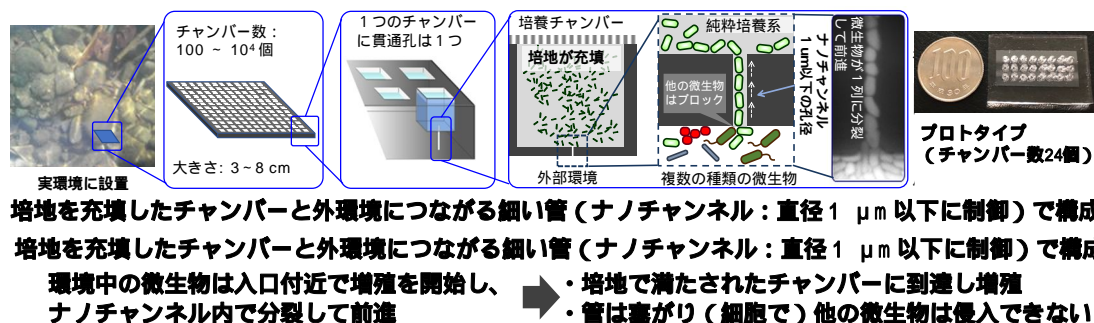 チャンバー数：
100 ~ 10⁴個
大きさ: 3~8 cm
実環境に設置
１つのチャンバー
に貫通孔は１つ
培養チャンバー
培地が充填
外部環境
純粋培養系
他の微生物
はブロック
複数の種類の微生物
ナノチャンネル
１um以下の孔径
微生物が１列に分裂
して前進
100
プロトタイプ
（チャンバー数24個）
培地を充填したチャンバーと外環境につながる細い管（ナノチャンネル：直径１ μm 以下に制御）で構成
培地を充填したチャンバーと外環境につながる細い管（ナノチャンネル：直径１ μm 以下に制御）で構成
環境中の微生物は入口付近で増殖を開始し、
ナノチャンネル内で分裂して前進
・培地で満たされたチャンバーに到達し増殖
・管は塞がり（細胞で）他の微生物は侵入できない